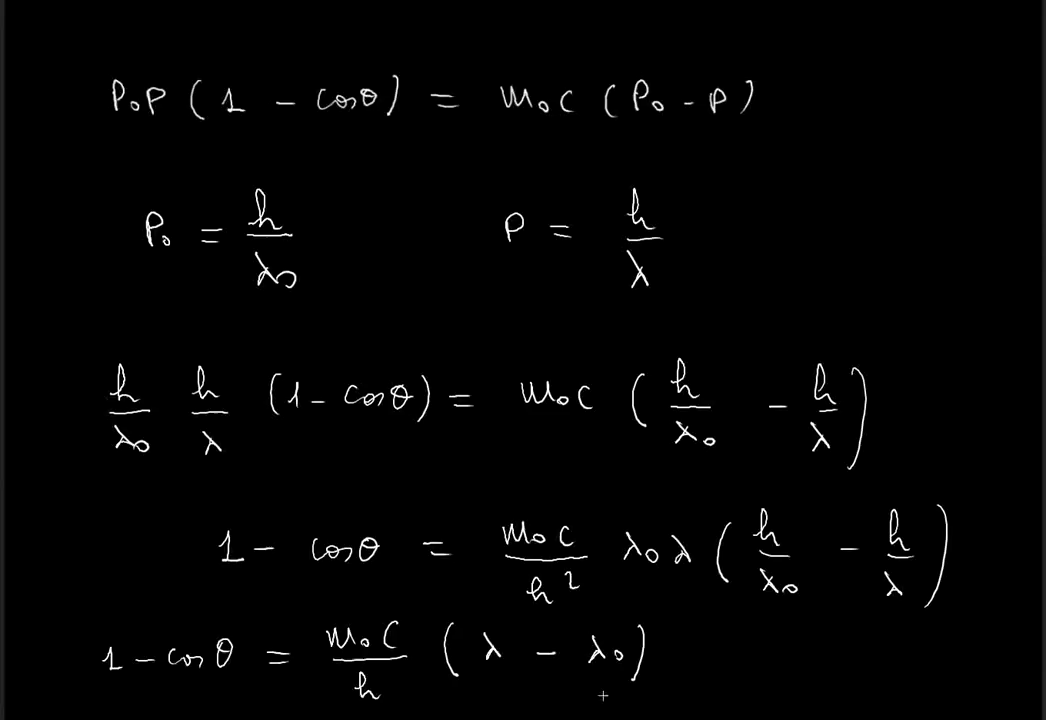 P₀P (1 - cosθ) = m₀c (P₀ - P)
P₀ = h/λ₀ P = h/λ
h/λ₀ h/λ (1 - cosθ) = m₀c (h/λ₀ - h/λ)
1 - cosθ = m₀c/h² λ₀λ (h/λ₀ - h/λ)
1 - cosθ = m₀c/h (λ - λ₀)